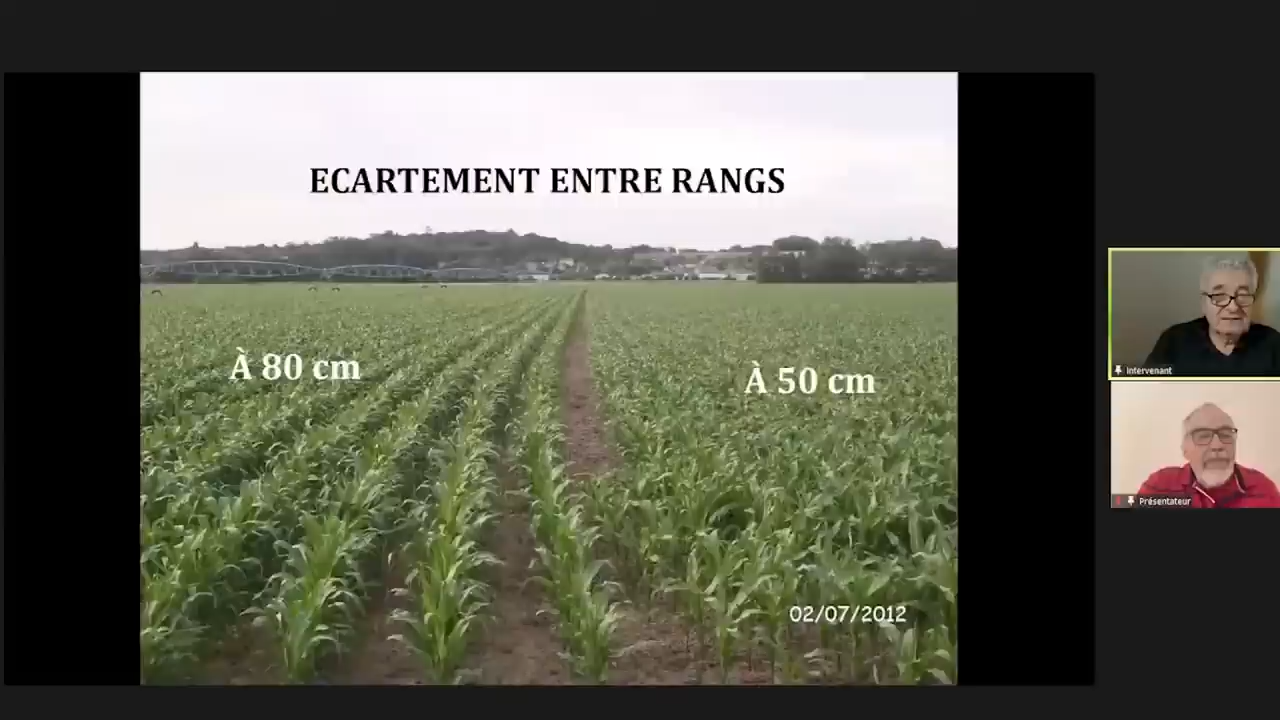 ECARTEMENT ENTRE RANGS
À 80 cm
À 50 cm
02/07/2012
Intervenant
Présentateur